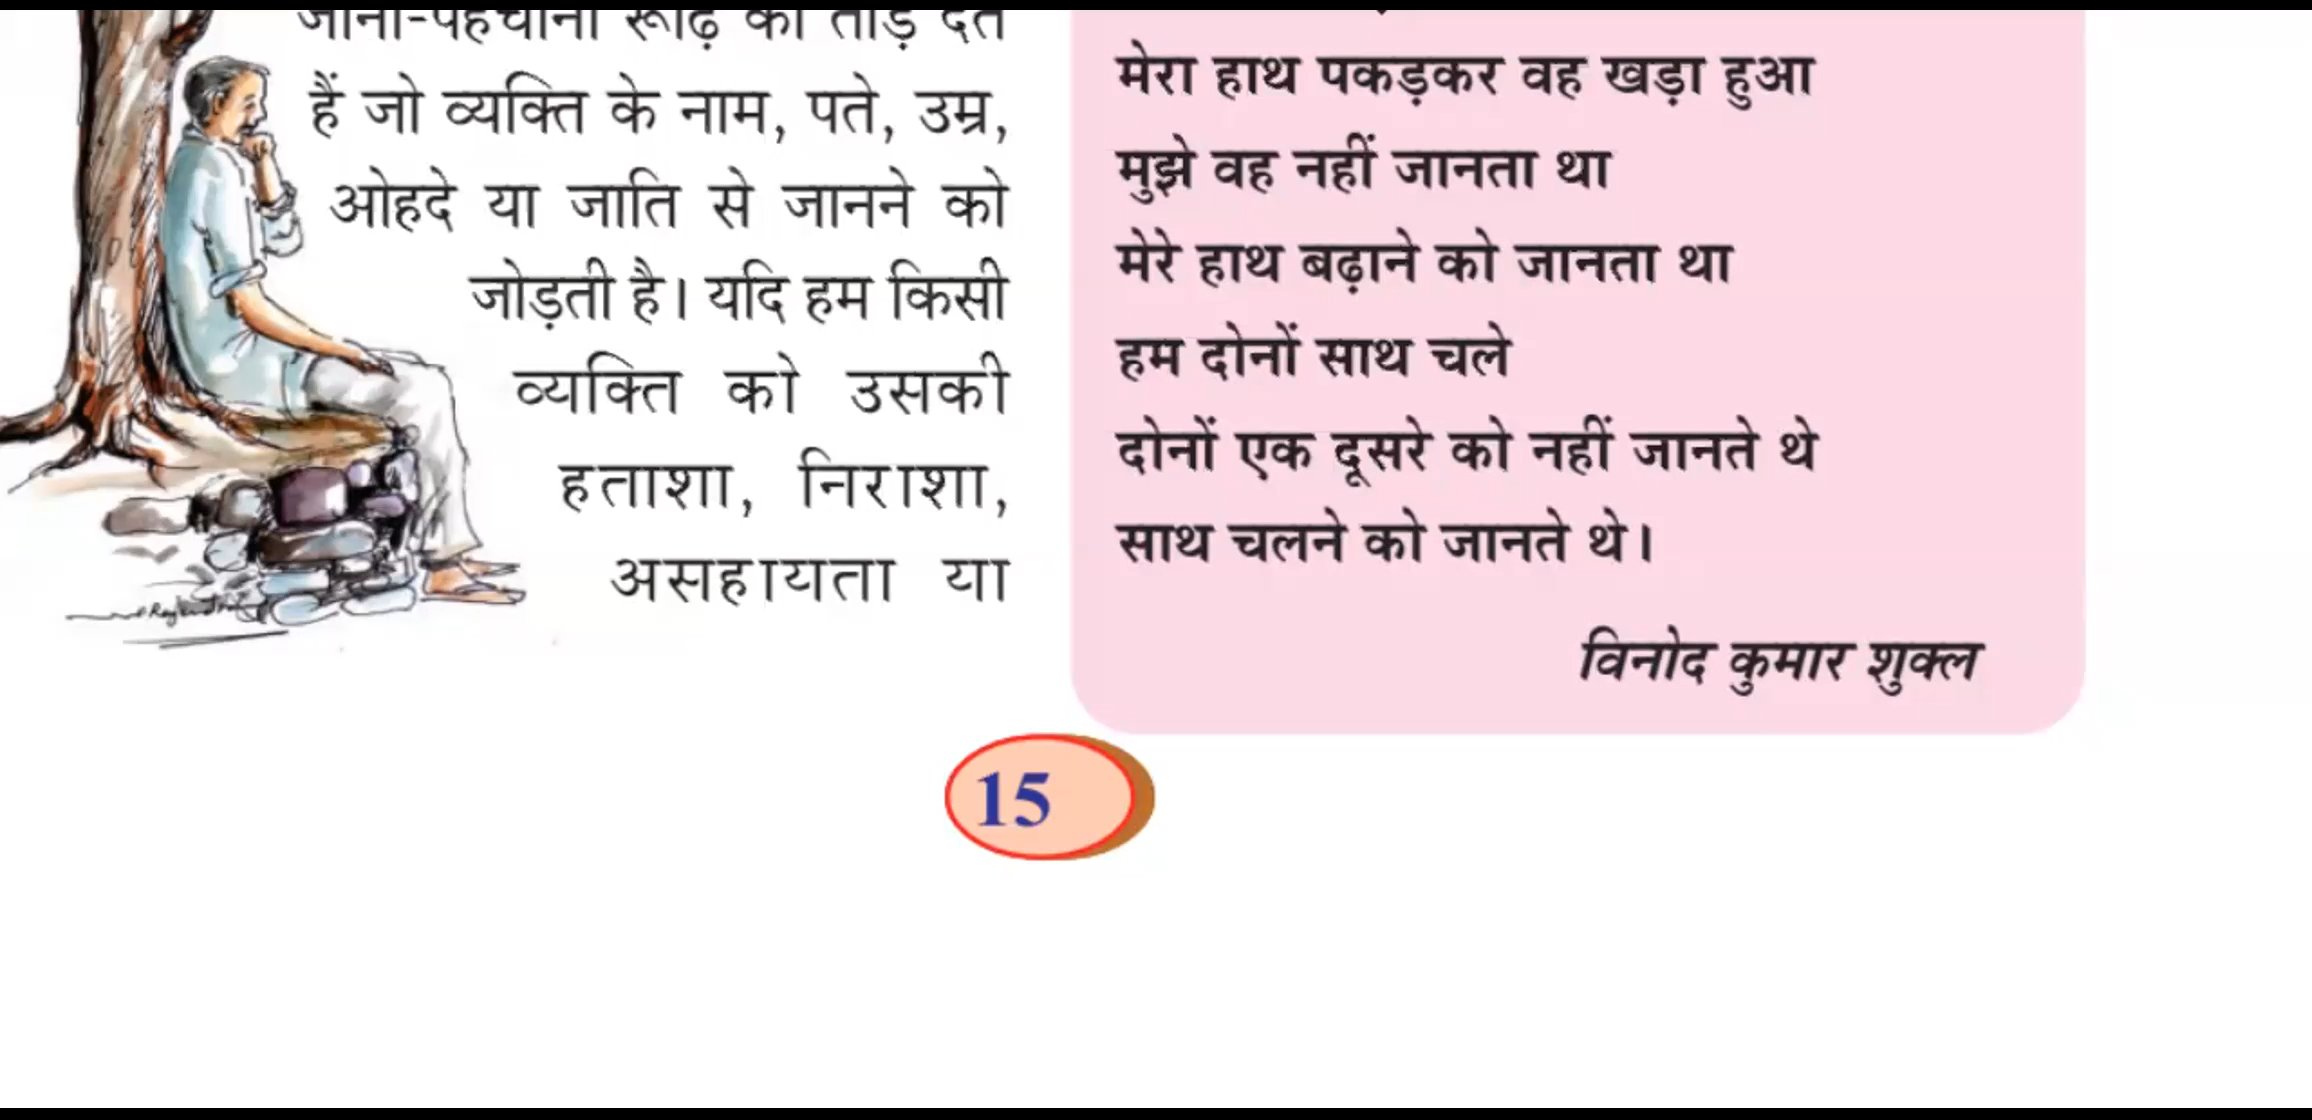 जानी-पहचानी रूढ़ि को तोड़ देते
हैं जो व्यक्ति के नाम, पते, उम्र,
ओहदे या जाति से जानने को
जोड़ती है। यदि हम किसी
व्यक्ति को उसकी
हताशा, निराशा,
असहायता या
मेरा हाथ पकड़कर वह खड़ा हुआ
मुझे वह नहीं जानता था
मेरे हाथ बढ़ाने को जानता था
हम दोनों साथ चले
दोनों एक दूसरे को नहीं जानते थे
साथ चलने को जानते थे।
विनोद कुमार शुक्ल
15